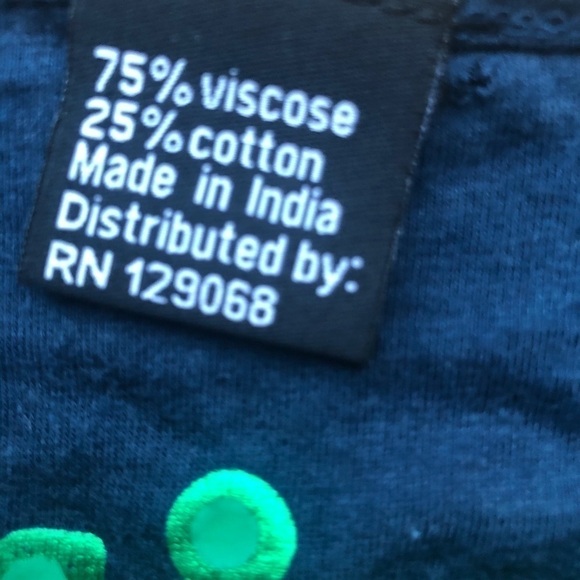 75% viscose
25% cotton
Made in India
Distributed by:
RN 129068